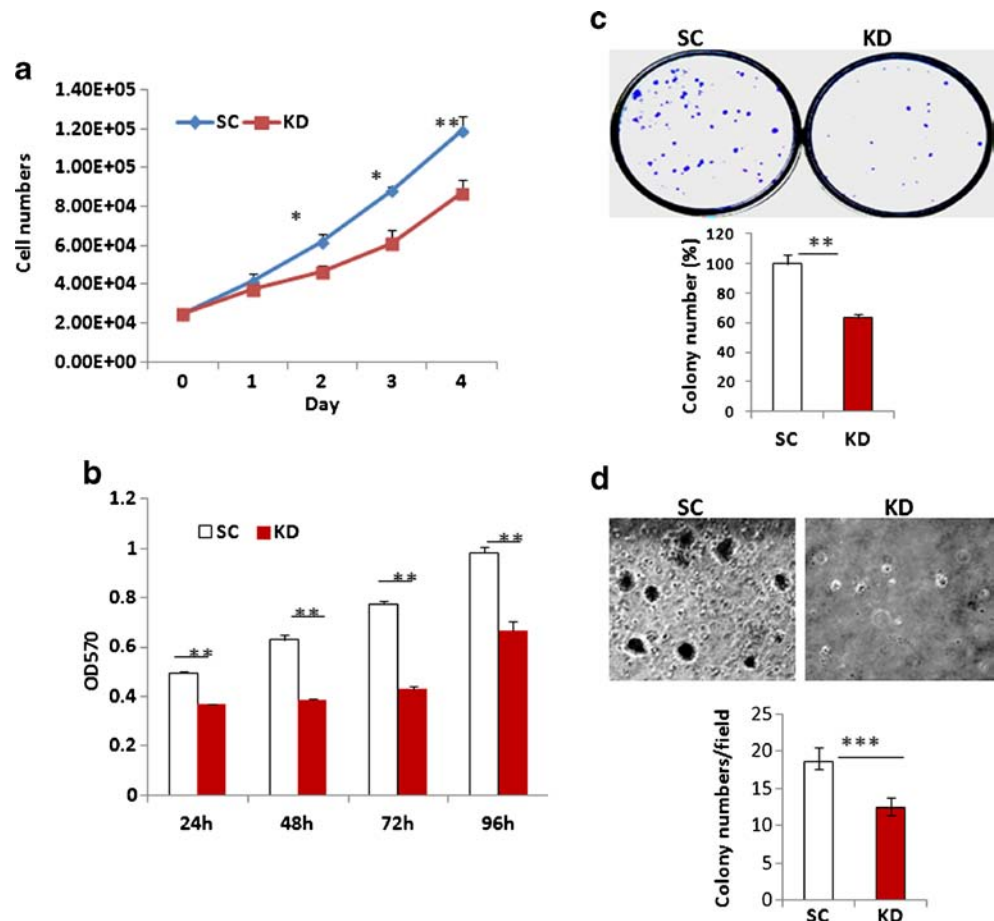 a
1.40E+05
1.20E+05
1.00E+05
8.00E+04
6.00E+04
4.00E+04
2.00E+04
0.00E+00
Cell numbers
SC KD
*
*
**
0 1 2 3 4
Day
b
1.2
1
0.8
0.6
0.4
0.2
0
OD570
SC KD
**
**
**
**
24h 48h 72h 96h
c
SC KD
120
100
80
60
40
20
0
Colony number (%)
**
SC KD
d
SC KD
25
20
15
10
5
0
Colony numbers/field
***
SC KD